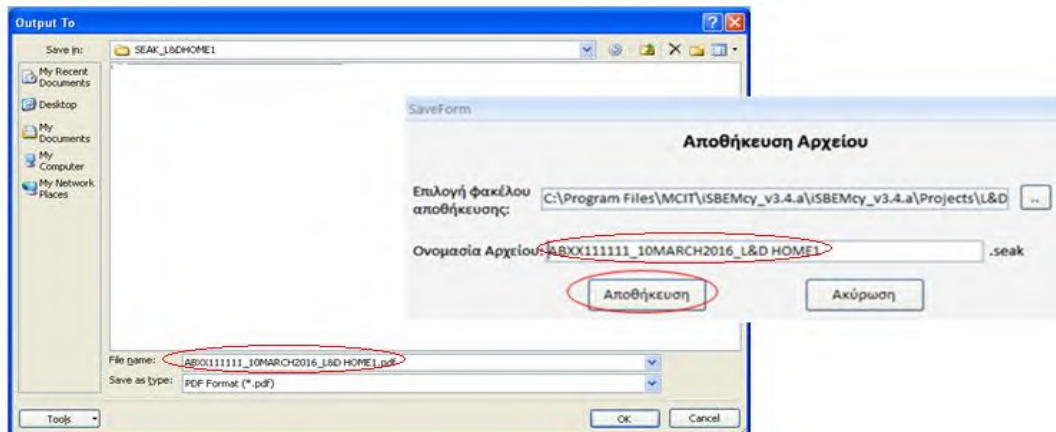 Output To
Save in:
SEAK_L&DHOME1
My Recent
Documents
Desktop
My
Documents
My
Computer
My Network
Places
File name:
ABXX111111_10MARCH2016_L&D HOME1.pdf
Save as type:
PDF Format (*.pdf)
Tools
OK
Cancel
SaveForm
Αποθήκευση Αρχείου
Επιλογή φακέλου
αποθήκευσης:
C:\Program Files\MCIT\iSBEMcy_v3.4.a\iSBEMcy_v3.4.a\Projects\L&D
..
Ονομασία Αρχείου:
ABXX111111_10MARCH2016_L&D HOME1
.seak
Αποθήκευση
Ακύρωση